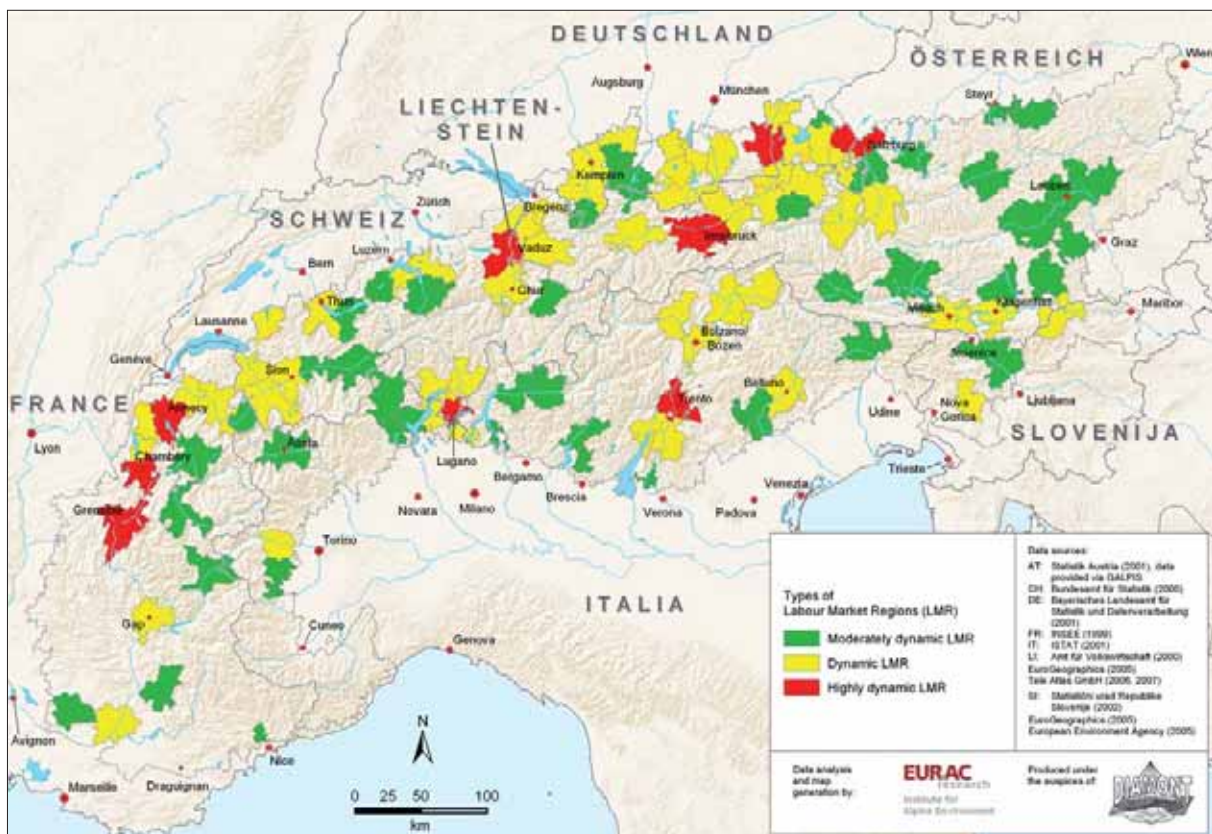 DEUTSCHLAND
ÖSTERREICH
Wien
Augsburg
München
Steyr
LIECHTEN-
STEIN
Salzburg
Kempten
Leoben
Zürich
Bregenz
SCHWEIZ
Innsbruck
Graz
Luzern
Vaduz
Bern
Chur
Thun
Villach
Klagenfurt
Maribor
Lausanne
Bolzano/
Bozen
Jesenice
Genève
Sion
Belluno
FRANCE
Annecy
Trento
Udine
Nova
Gorica
Ljubljana
Lyon
Aosta
SLOVENIJA
Chambéry
Lugano
Bergamo
Trieste
Brescia
Venezia
Grenoble
Novara
Milano
Verona
Padova
Torino
ITALIA
Gap
Cuneo
Genova
Avignon
Nice
Marseille
Draguignan
N
0 25 50 100
km
Types of
Labour Market Regions (LMR)
Moderately dynamic LMR
Dynamic LMR
Highly dynamic LMR
Data sources:
AT: Statistik Austria (2001), data
provided via GALPIS
CH: Bundesamt für Statistik (2000)
DE: Bayerisches Landesamt für
Statistik und Datenverarbeitung
(2001)
FR: INSEE (1999)
IT: ISTAT (2001)
LI: Amt für Volkswirtschaft (2000)
EuroGeographics (2005)
Tele Atlas GmbH (2006, 2007)
SI: Statistični urad Republike
Slovenije (2002)
EuroGeographics (2005)
European Environment Agency (2005)
Data analysis
and map
generation by:
EURAC
research
Institute for
Alpine Environment
Produced under
the auspices of:
DIAMONT